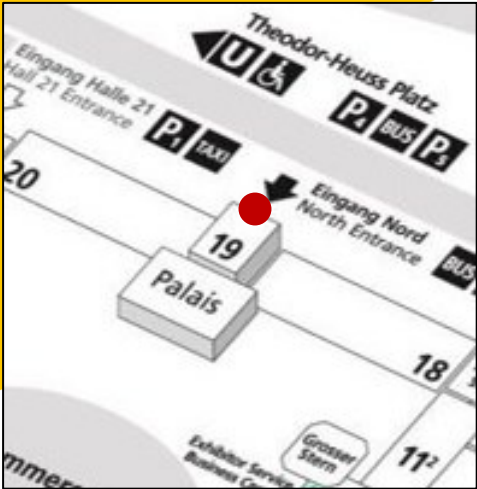 Theodor-Heuss Platz
U
P4 BUS P5
Eingang Halle 21
Hall 21 Entrance
P1 TAXI
Eingang Nord
North Entrance
BUS
20
19
Palais
18
Grosser
Stern
11²
Exhibitor Service
Business